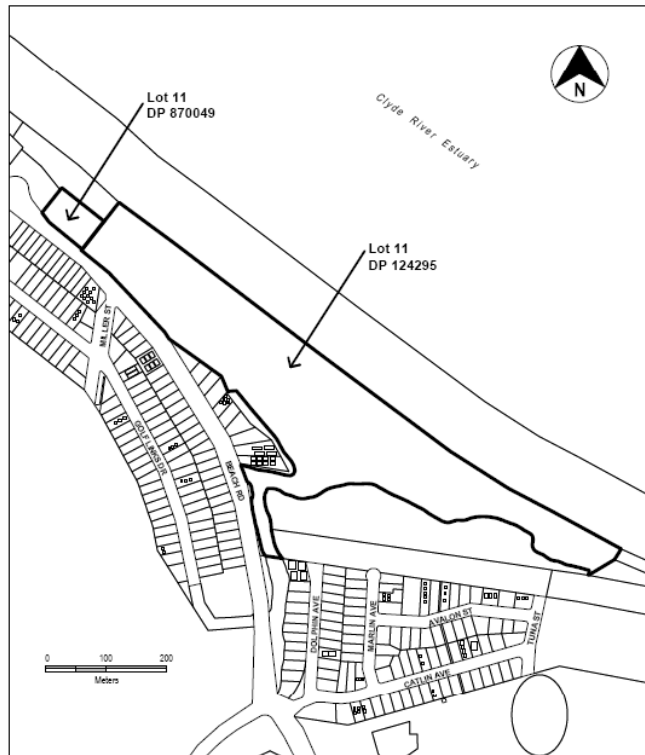 Lot 11
DP 870049
N
Clyde River Estuary
Lot 11
DP 124295
MILLER ST
GOLF LINKS DR
BEACH RD
DOLPHIN AVE
MARLIN AVE
AVALON ST
TUNA ST
CATLIN AVE
0 100 200
Meters